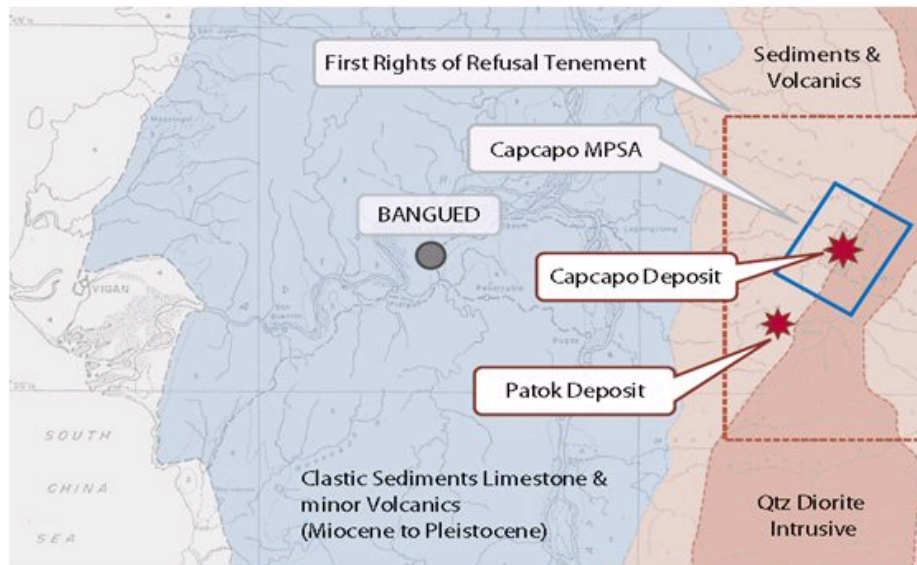 First Rights of Refusal Tenement
Sediments &
Volcanics
Capcapo MPSA
BANGUED
Capcapo Deposit
VIGAN
Patok Deposit
SOUTH
CHINA
SEA
Clastic Sediments Limestone &
minor Volcanics
(Miocene to Pleistocene)
Qtz Diorite
Intrusive